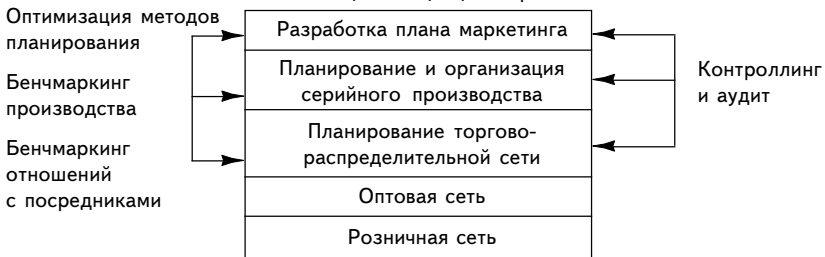 Оптимизация методов
планирования
Бенчмаркинг
производства
Бенчмаркинг
отношений
с посредниками
Разработка плана маркетинга
Планирование и организация
серийного производства
Планирование торгово-
распределительной сети
Оптовая сеть
Розничная сеть
Контроллинг
и аудит